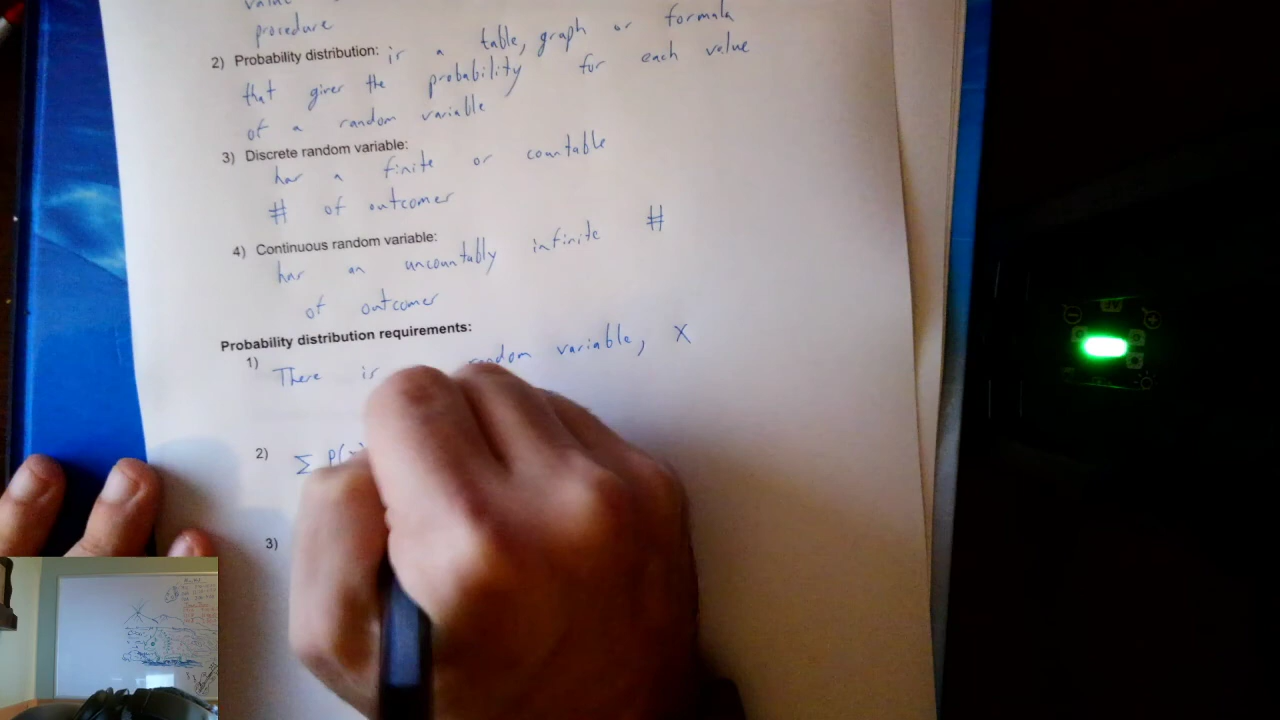 value
procedure
2) Probability distribution: is a table, graph or formula
that gives the probability for each value
of a random variable
3) Discrete random variable:
has a finite or countable
# of outcomes
4) Continuous random variable:
has an uncountably infinite #
of outcomes
Probability distribution requirements:
1) There is random variable, X
2) Σ P(x)
3)